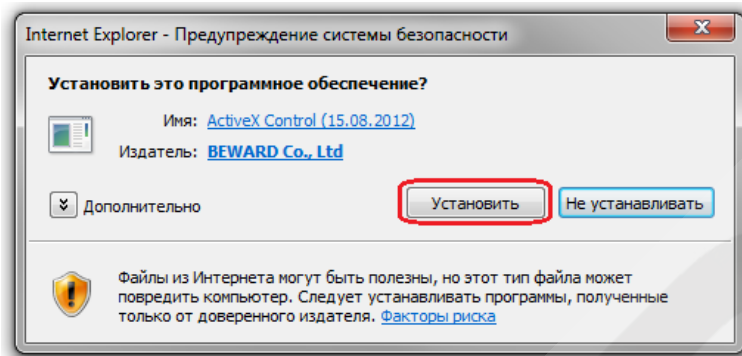 Internet Explorer - Предупреждение системы безопасности
Установить это программное обеспечение?
Имя: ActiveX Control (15.08.2012)
Издатель: BEWARD Co., Ltd
Дополнительно
Установить
Не устанавливать
Файлы из Интернета могут быть полезны, но этот тип файла может
повредить компьютер. Следует устанавливать программы, полученные
только от доверенного издателя. Факторы риска